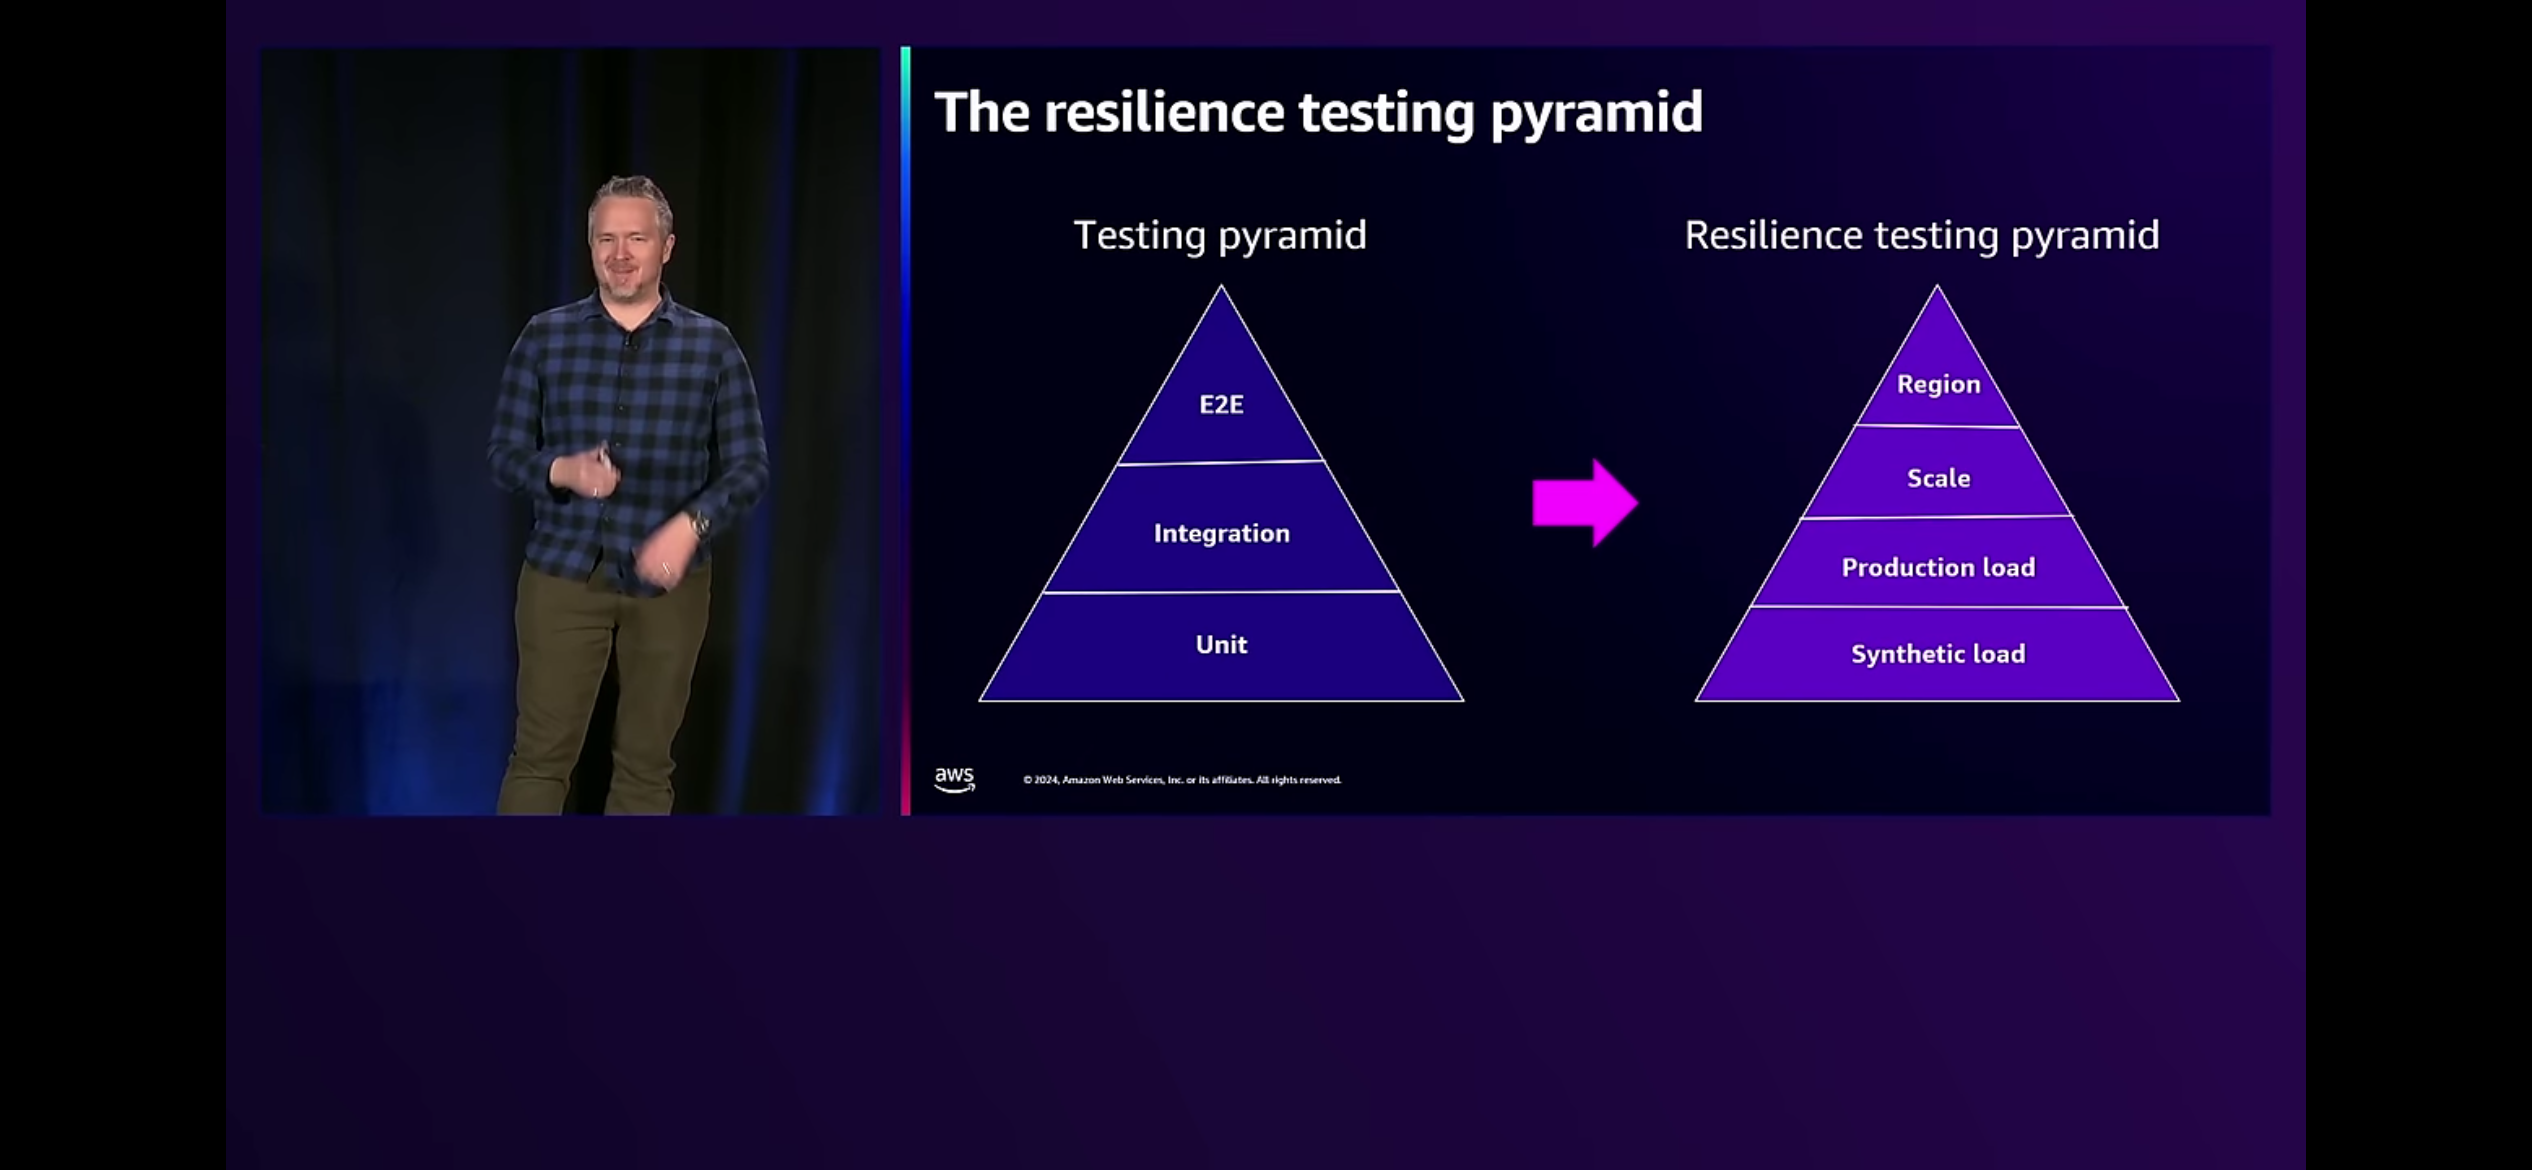 The resilience testing pyramid
Testing pyramid
E2E
Integration
Unit
Resilience testing pyramid
Region
Scale
Production load
Synthetic load
aws
© 2024, Amazon Web Services, Inc. or its affiliates. All rights reserved.